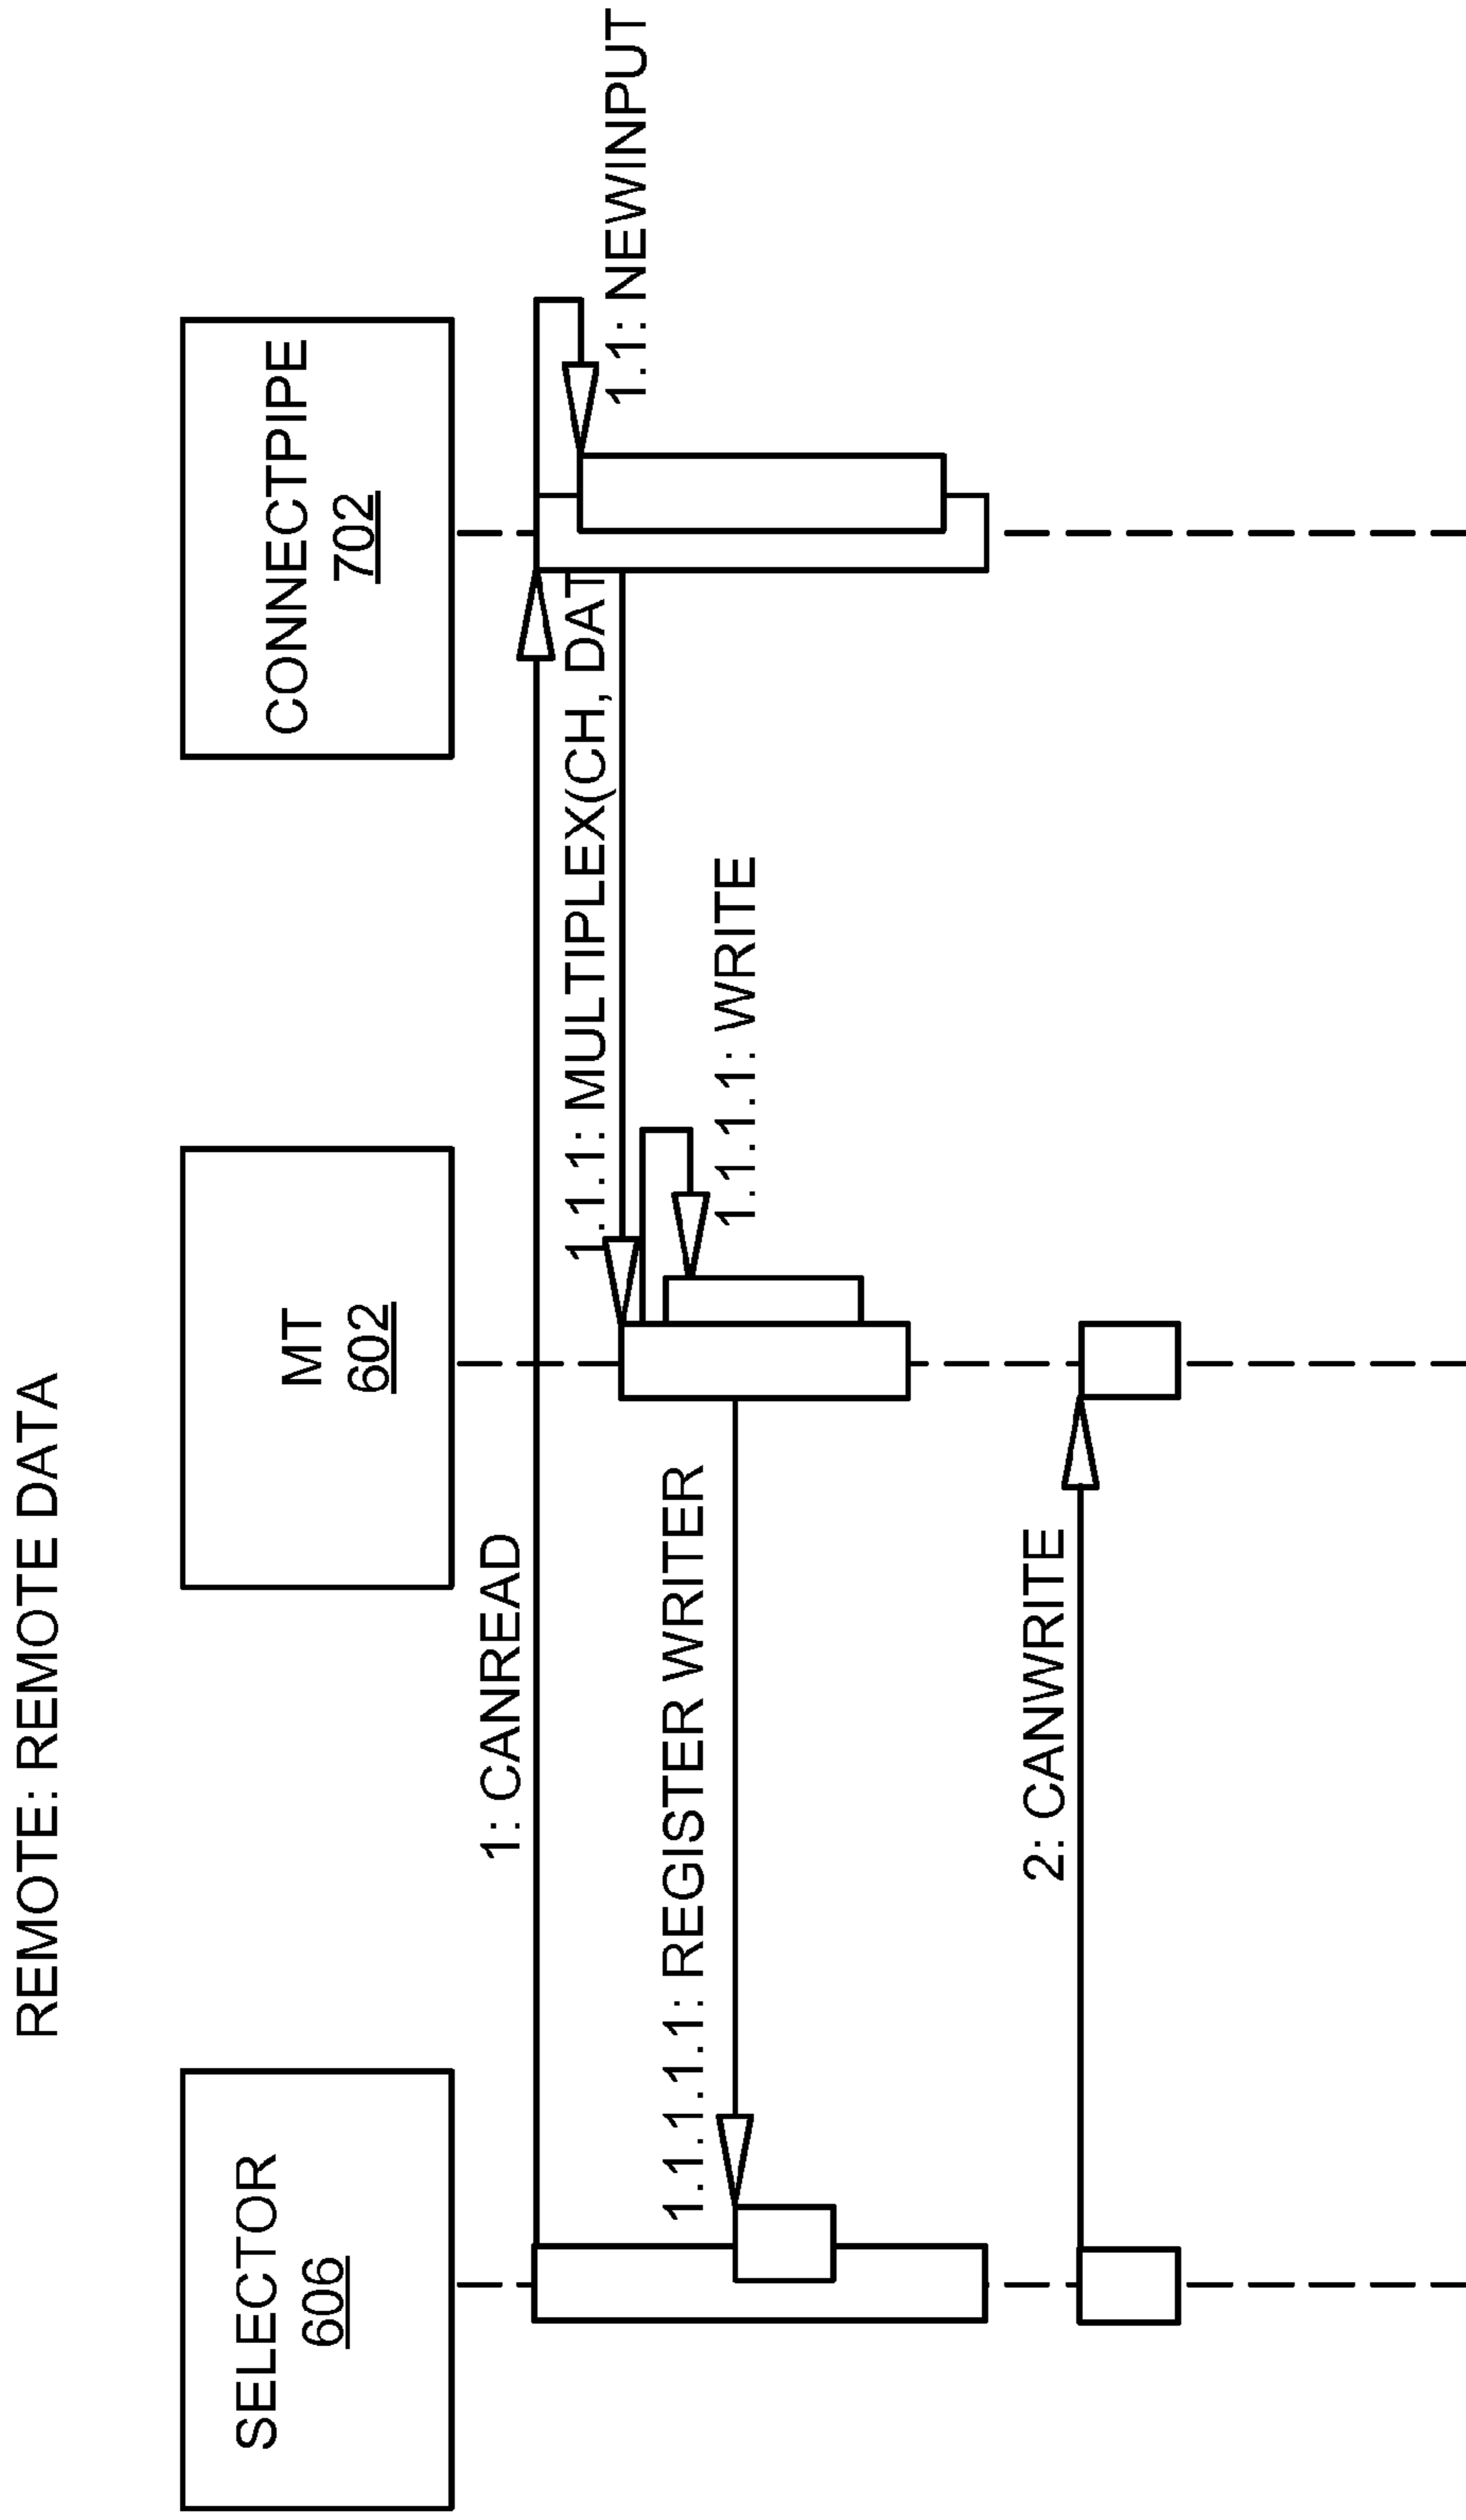 REMOTE: REMOTE DATA
SELECTOR
606
MT
602
CONNECTPIPE
702
1: CANREAD
1.1: NEWINPUT
1.1.1: MULTIPLEX(CH, DAT
1.1.1.1: WRITE
1.1.1.1.1: REGISTER WRITER
2: CANWRITE